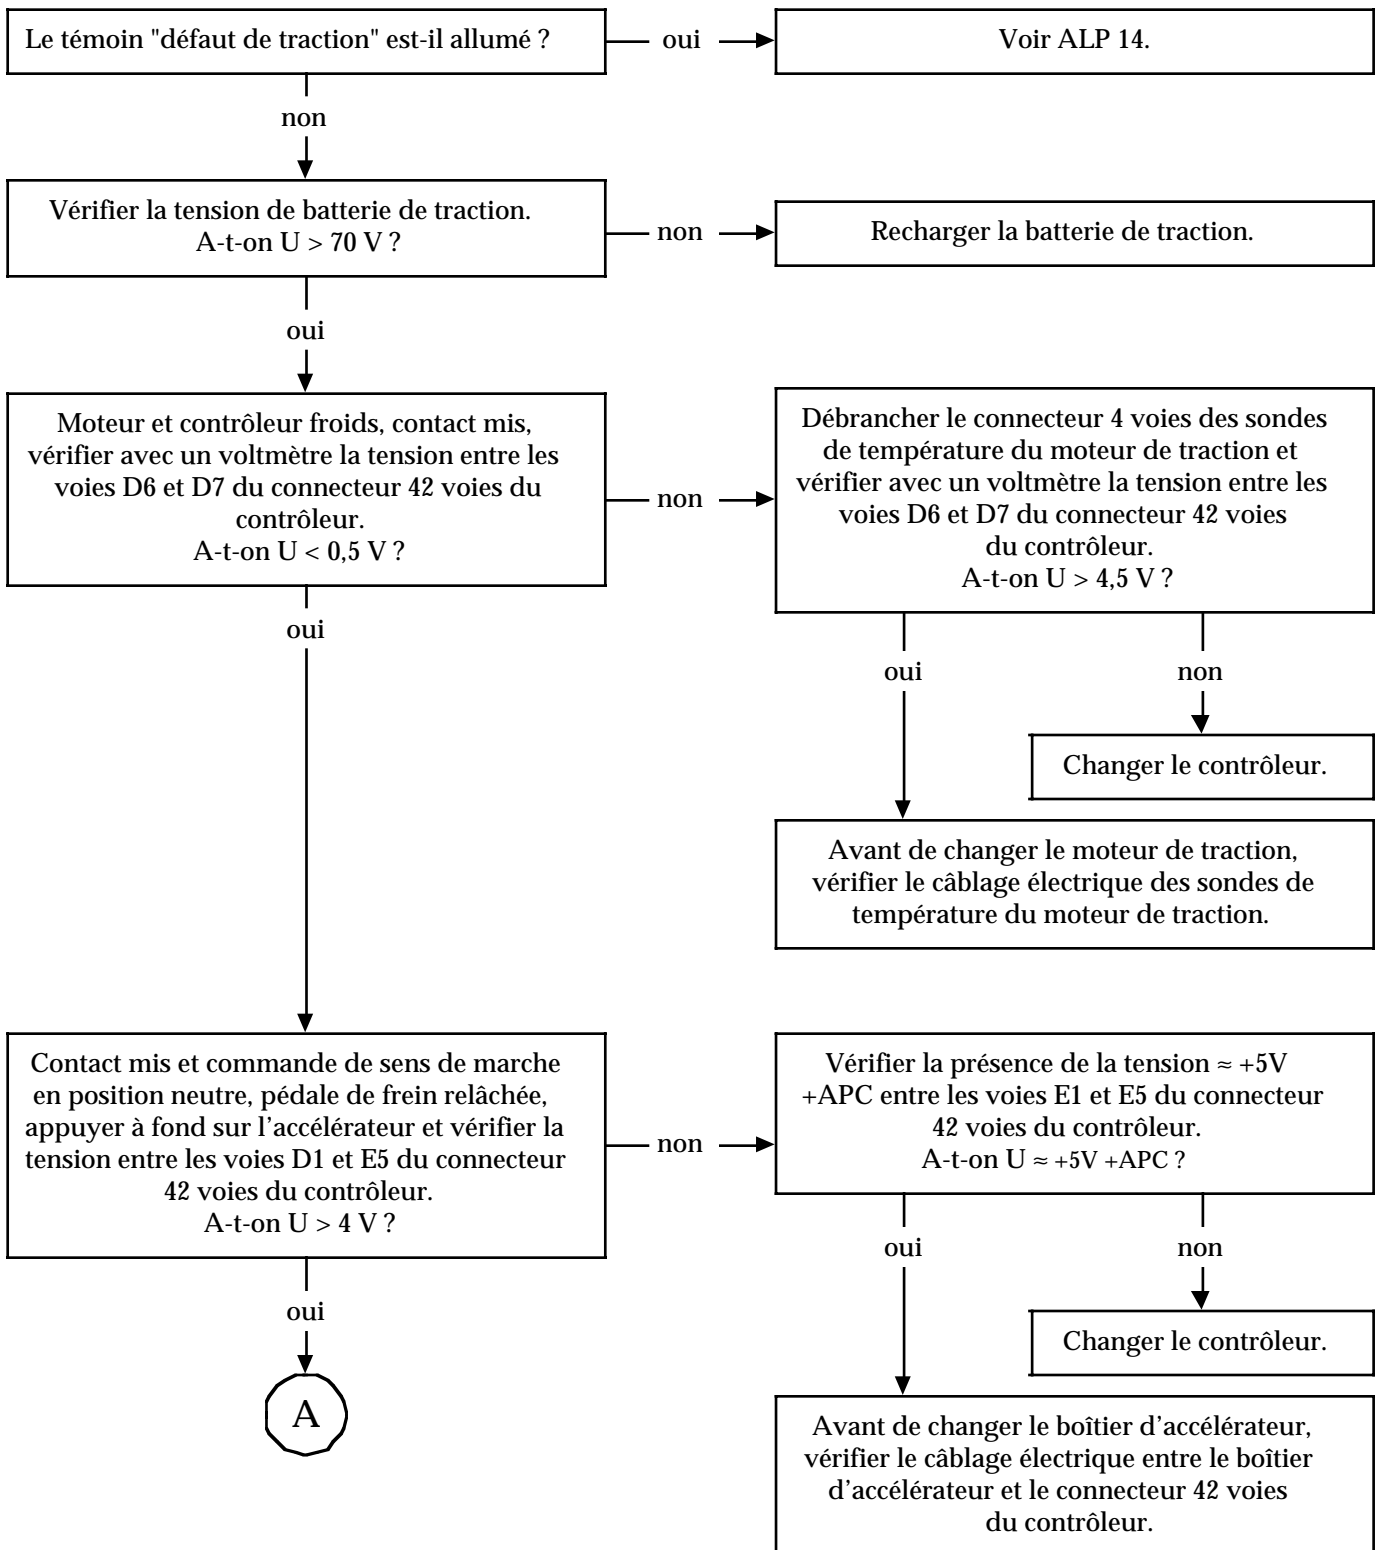 Le témoin "défaut de traction" est-il allumé ?
oui
Voir ALP 14.
non
Vérifier la tension de batterie de traction.
A-t-on U > 70 V ?
non
Recharger la batterie de traction.
oui
Moteur et contrôleur froids, contact mis,
vérifier avec un voltmètre la tension entre les
voies D6 et D7 du connecteur 42 voies du
contrôleur.
A-t-on U < 0,5 V ?
non
Débrancher le connecteur 4 voies des sondes
de température du moteur de traction et
vérifier avec un voltmètre la tension entre les
voies D6 et D7 du connecteur 42 voies
du contrôleur.
A-t-on U > 4,5 V ?
oui
oui
non
Changer le contrôleur.
Avant de changer le moteur de traction,
vérifier le câblage électrique des sondes de
température du moteur de traction.
Contact mis et commande de sens de marche
en position neutre, pédale de frein relâchée,
appuyer à fond sur l'accélérateur et vérifier la
tension entre les voies D1 et E5 du connecteur
42 voies du contrôleur.
A-t-on U > 4 V ?
non
Vérifier la présence de la tension ≈ +5V
+APC entre les voies E1 et E5 du connecteur
42 voies du contrôleur.
A-t-on U ≈ +5V +APC ?
oui
oui
non
Changer le contrôleur.
A
Avant de changer le boîtier d'accélérateur,
vérifier le câblage électrique entre le boîtier
d'accélérateur et le connecteur 42 voies
du contrôleur.